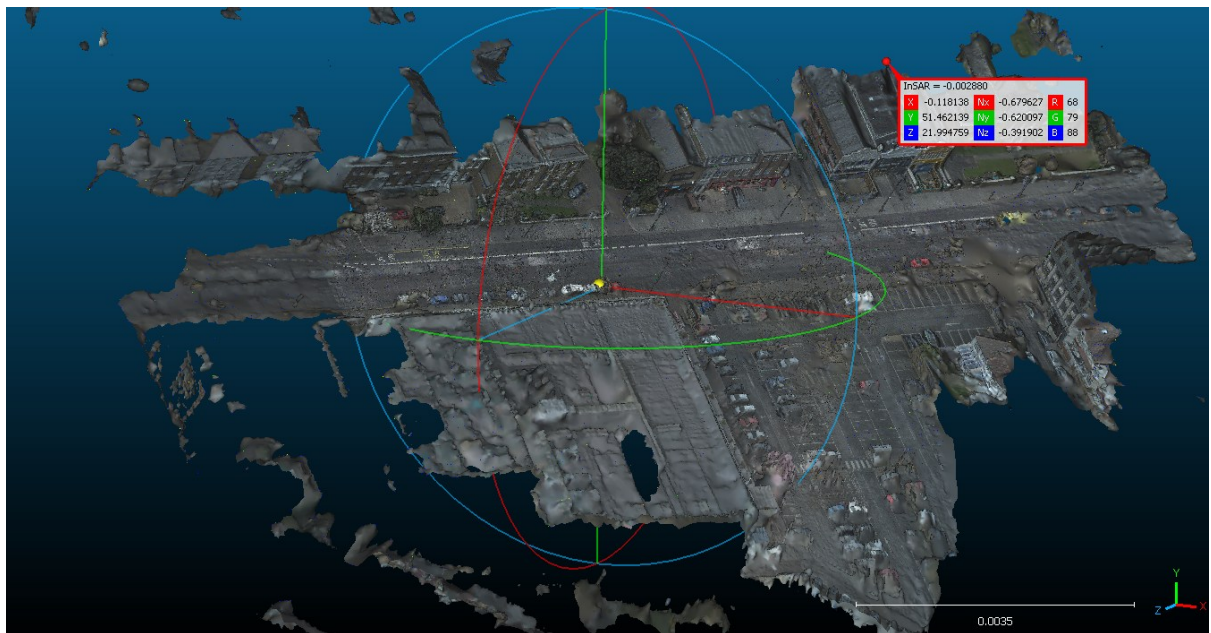 InSAR = -0.002880
X -0.118138 Nx -0.679627 R 68
Y 51.462139 Ny -0.620097 G 79
Z 21.994759 Nz -0.391902 B 88
Y
Z X
0.0035